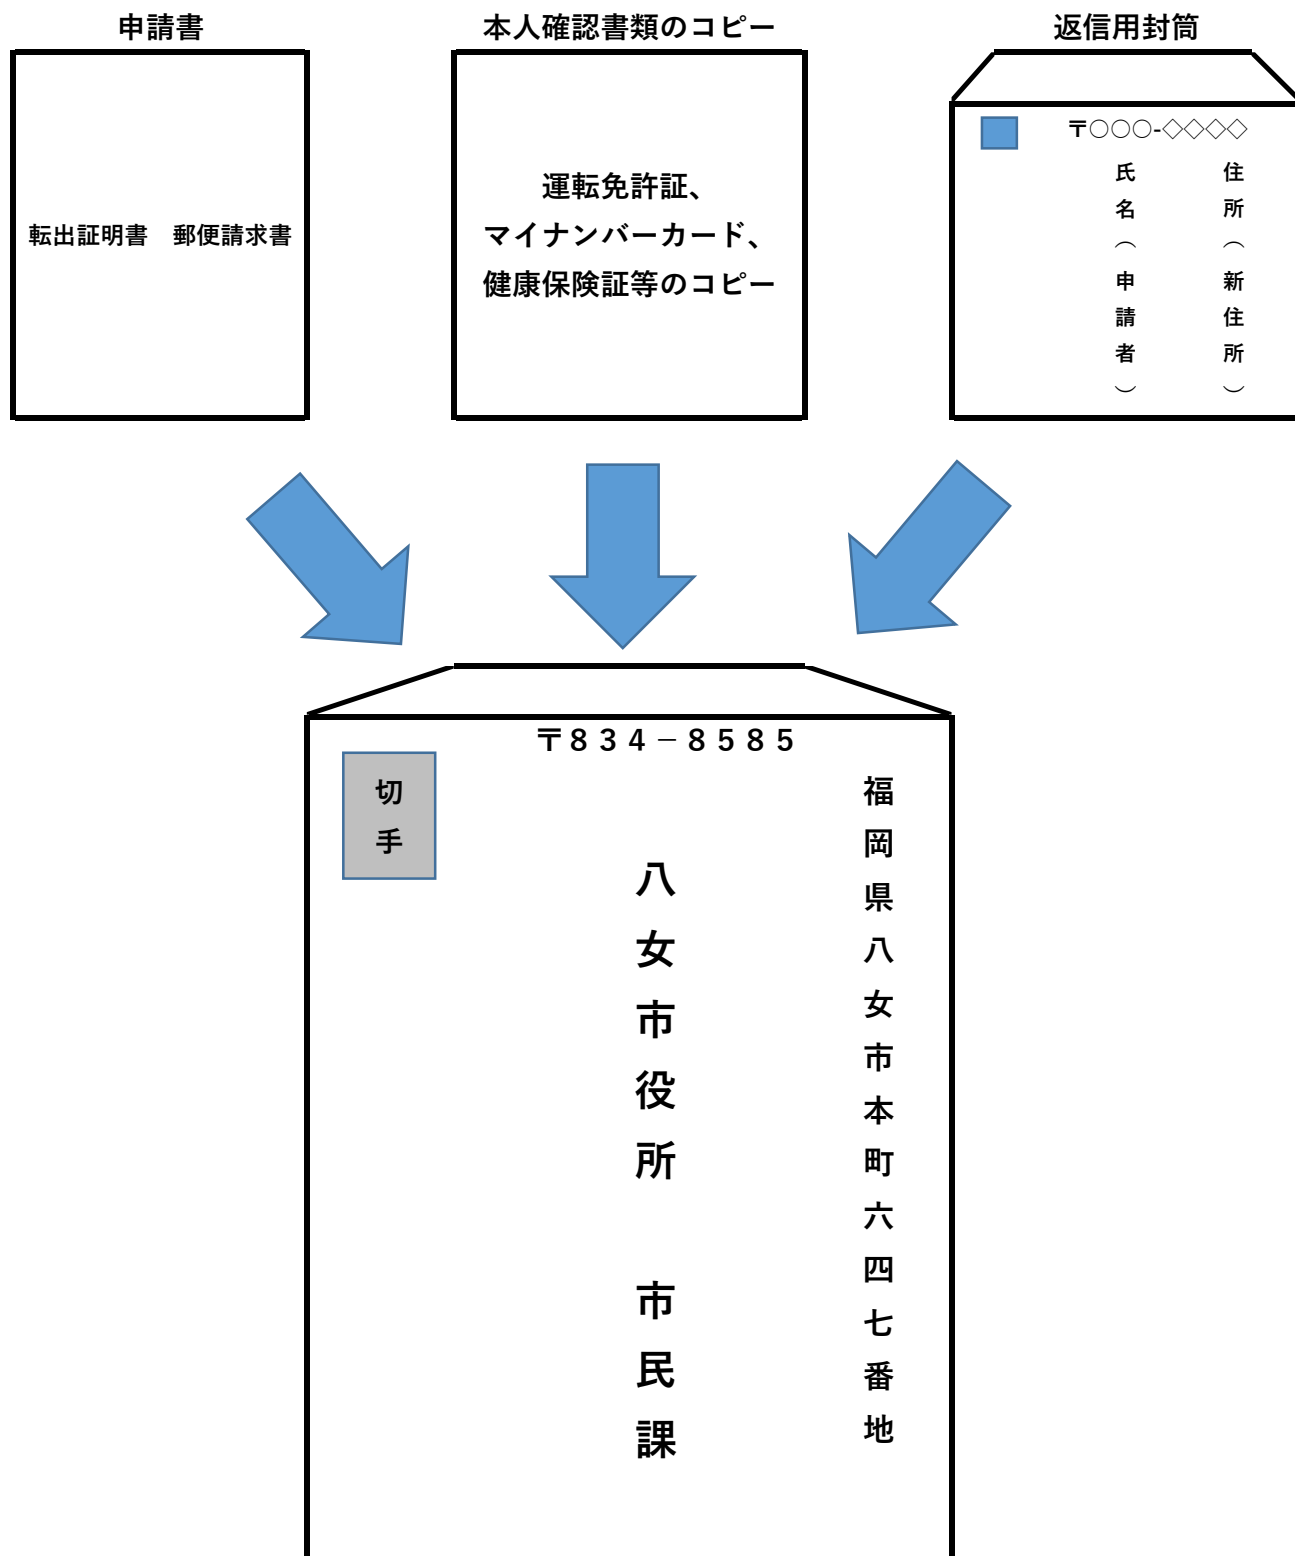 申請書
転出証明書　郵便請求書
本人確認書類のコピー
運転免許証、
マイナンバーカード、
健康保険証等のコピー
返信用封筒
〒○○○-◇◇◇◇
住所（新住所）
氏名（申請者）
〒８３４－８５８５
切手
福岡県八女市本町六四七番地
八女市役所　市民課